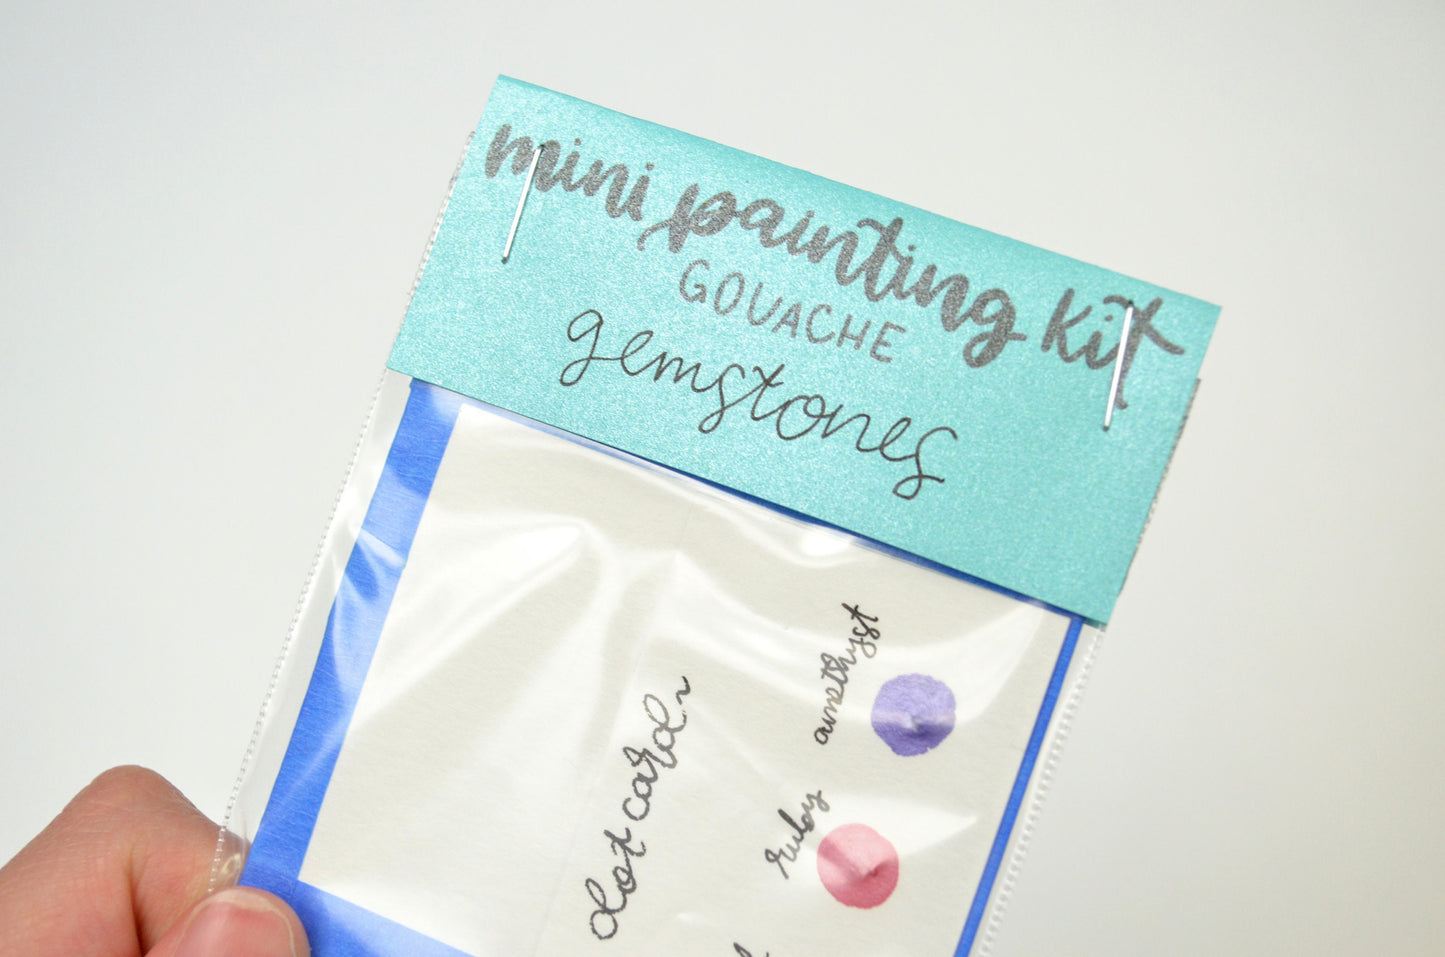 mini painting kit
GOUACHE
gemstones
dot card~
amethyst
ruby